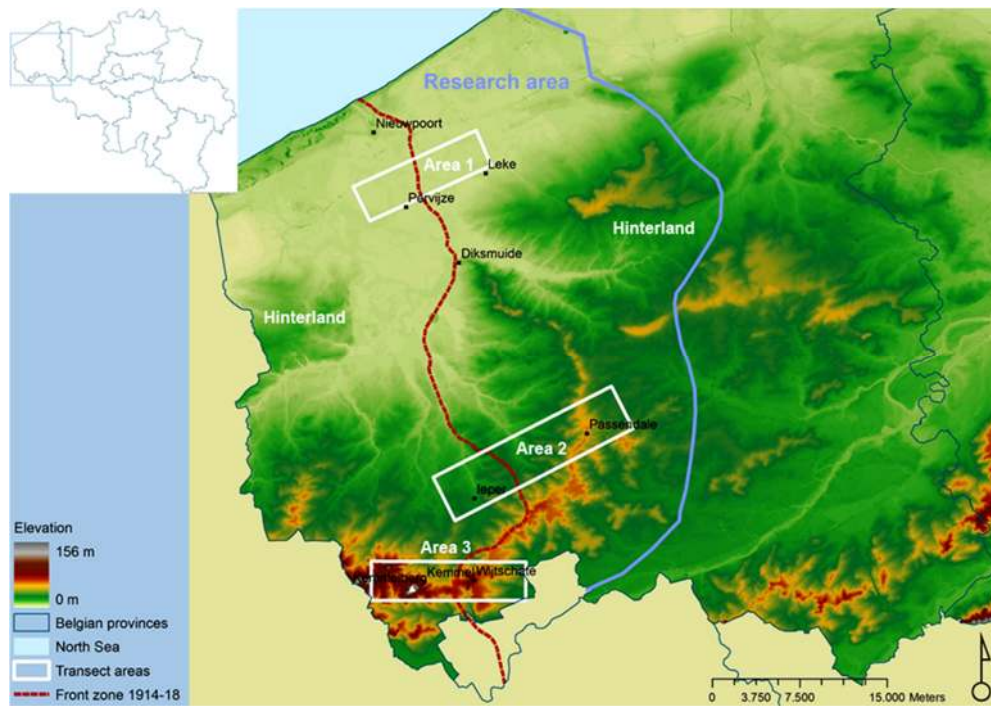 Research area
Nieuwpoort
Area 1
Leke
Pervijze
Hinterland
Diksmuide
Hinterland
Passendale
Area 2
Ieper
Area 3
Kemmel Wijtschate
Elevation
156 m
0 m
Belgian provinces
North Sea
Transect areas
Front zone 1914-18
0 3.750 7.500 15.000 Meters